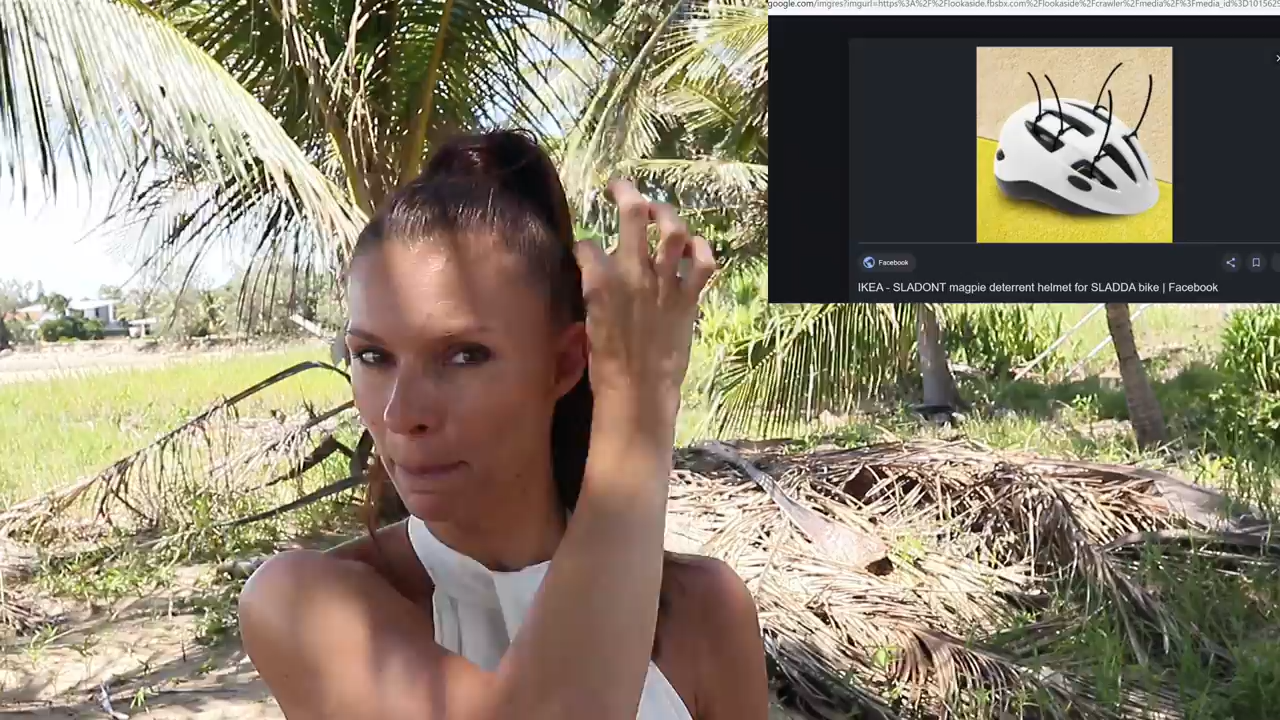 google.com/imgres?imgurl=https%3A%2F%2Flookaside.fbsbx.com%2Flookaside%2Fcrawler%2Fmedia%2F%3Fmedia_id%3D1015629
Facebook
IKEA - SLADONT magpie deterrent helmet for SLADDA bike | Facebook